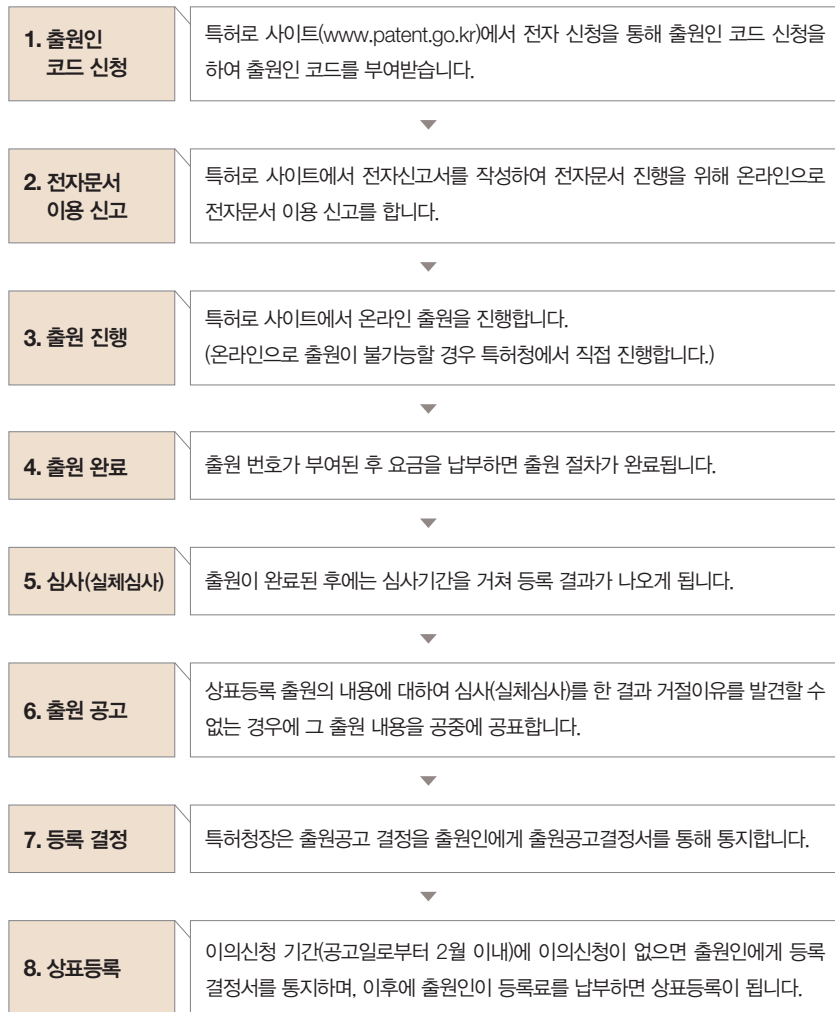 1. 출원인
코드 신청
특허로 사이트(www.patent.go.kr)에서 전자 신청을 통해 출원인 코드 신청을
하여 출원인 코드를 부여받습니다.
2. 전자문서
이용 신고
특허로 사이트에서 전자신고서를 작성하여 전자문서 진행을 위해 온라인으로
전자문서 이용 신고를 합니다.
3. 출원 진행
특허로 사이트에서 온라인 출원을 진행합니다.
(온라인으로 출원이 불가능할 경우 특허청에서 직접 진행합니다.)
4. 출원 완료
출원 번호가 부여된 후 요금을 납부하면 출원 절차가 완료됩니다.
5. 심사(실체심사)
출원이 완료된 후에는 심사기간을 거쳐 등록 결과가 나오게 됩니다.
6. 출원 공고
상표등록 출원의 내용에 대하여 심사(실체심사)를 한 결과 거절이유를 발견할 수
없는 경우에 그 출원 내용을 공중에 공표합니다.
7. 등록 결정
특허청장은 출원공고 결정을 출원인에게 출원공고결정서를 통해 통지합니다.
8. 상표등록
이의신청 기간(공고일로부터 2월 이내)에 이의신청이 없으면 출원인에게 등록
결정서를 통지하며, 이후에 출원인이 등록료를 납부하면 상표등록이 됩니다.